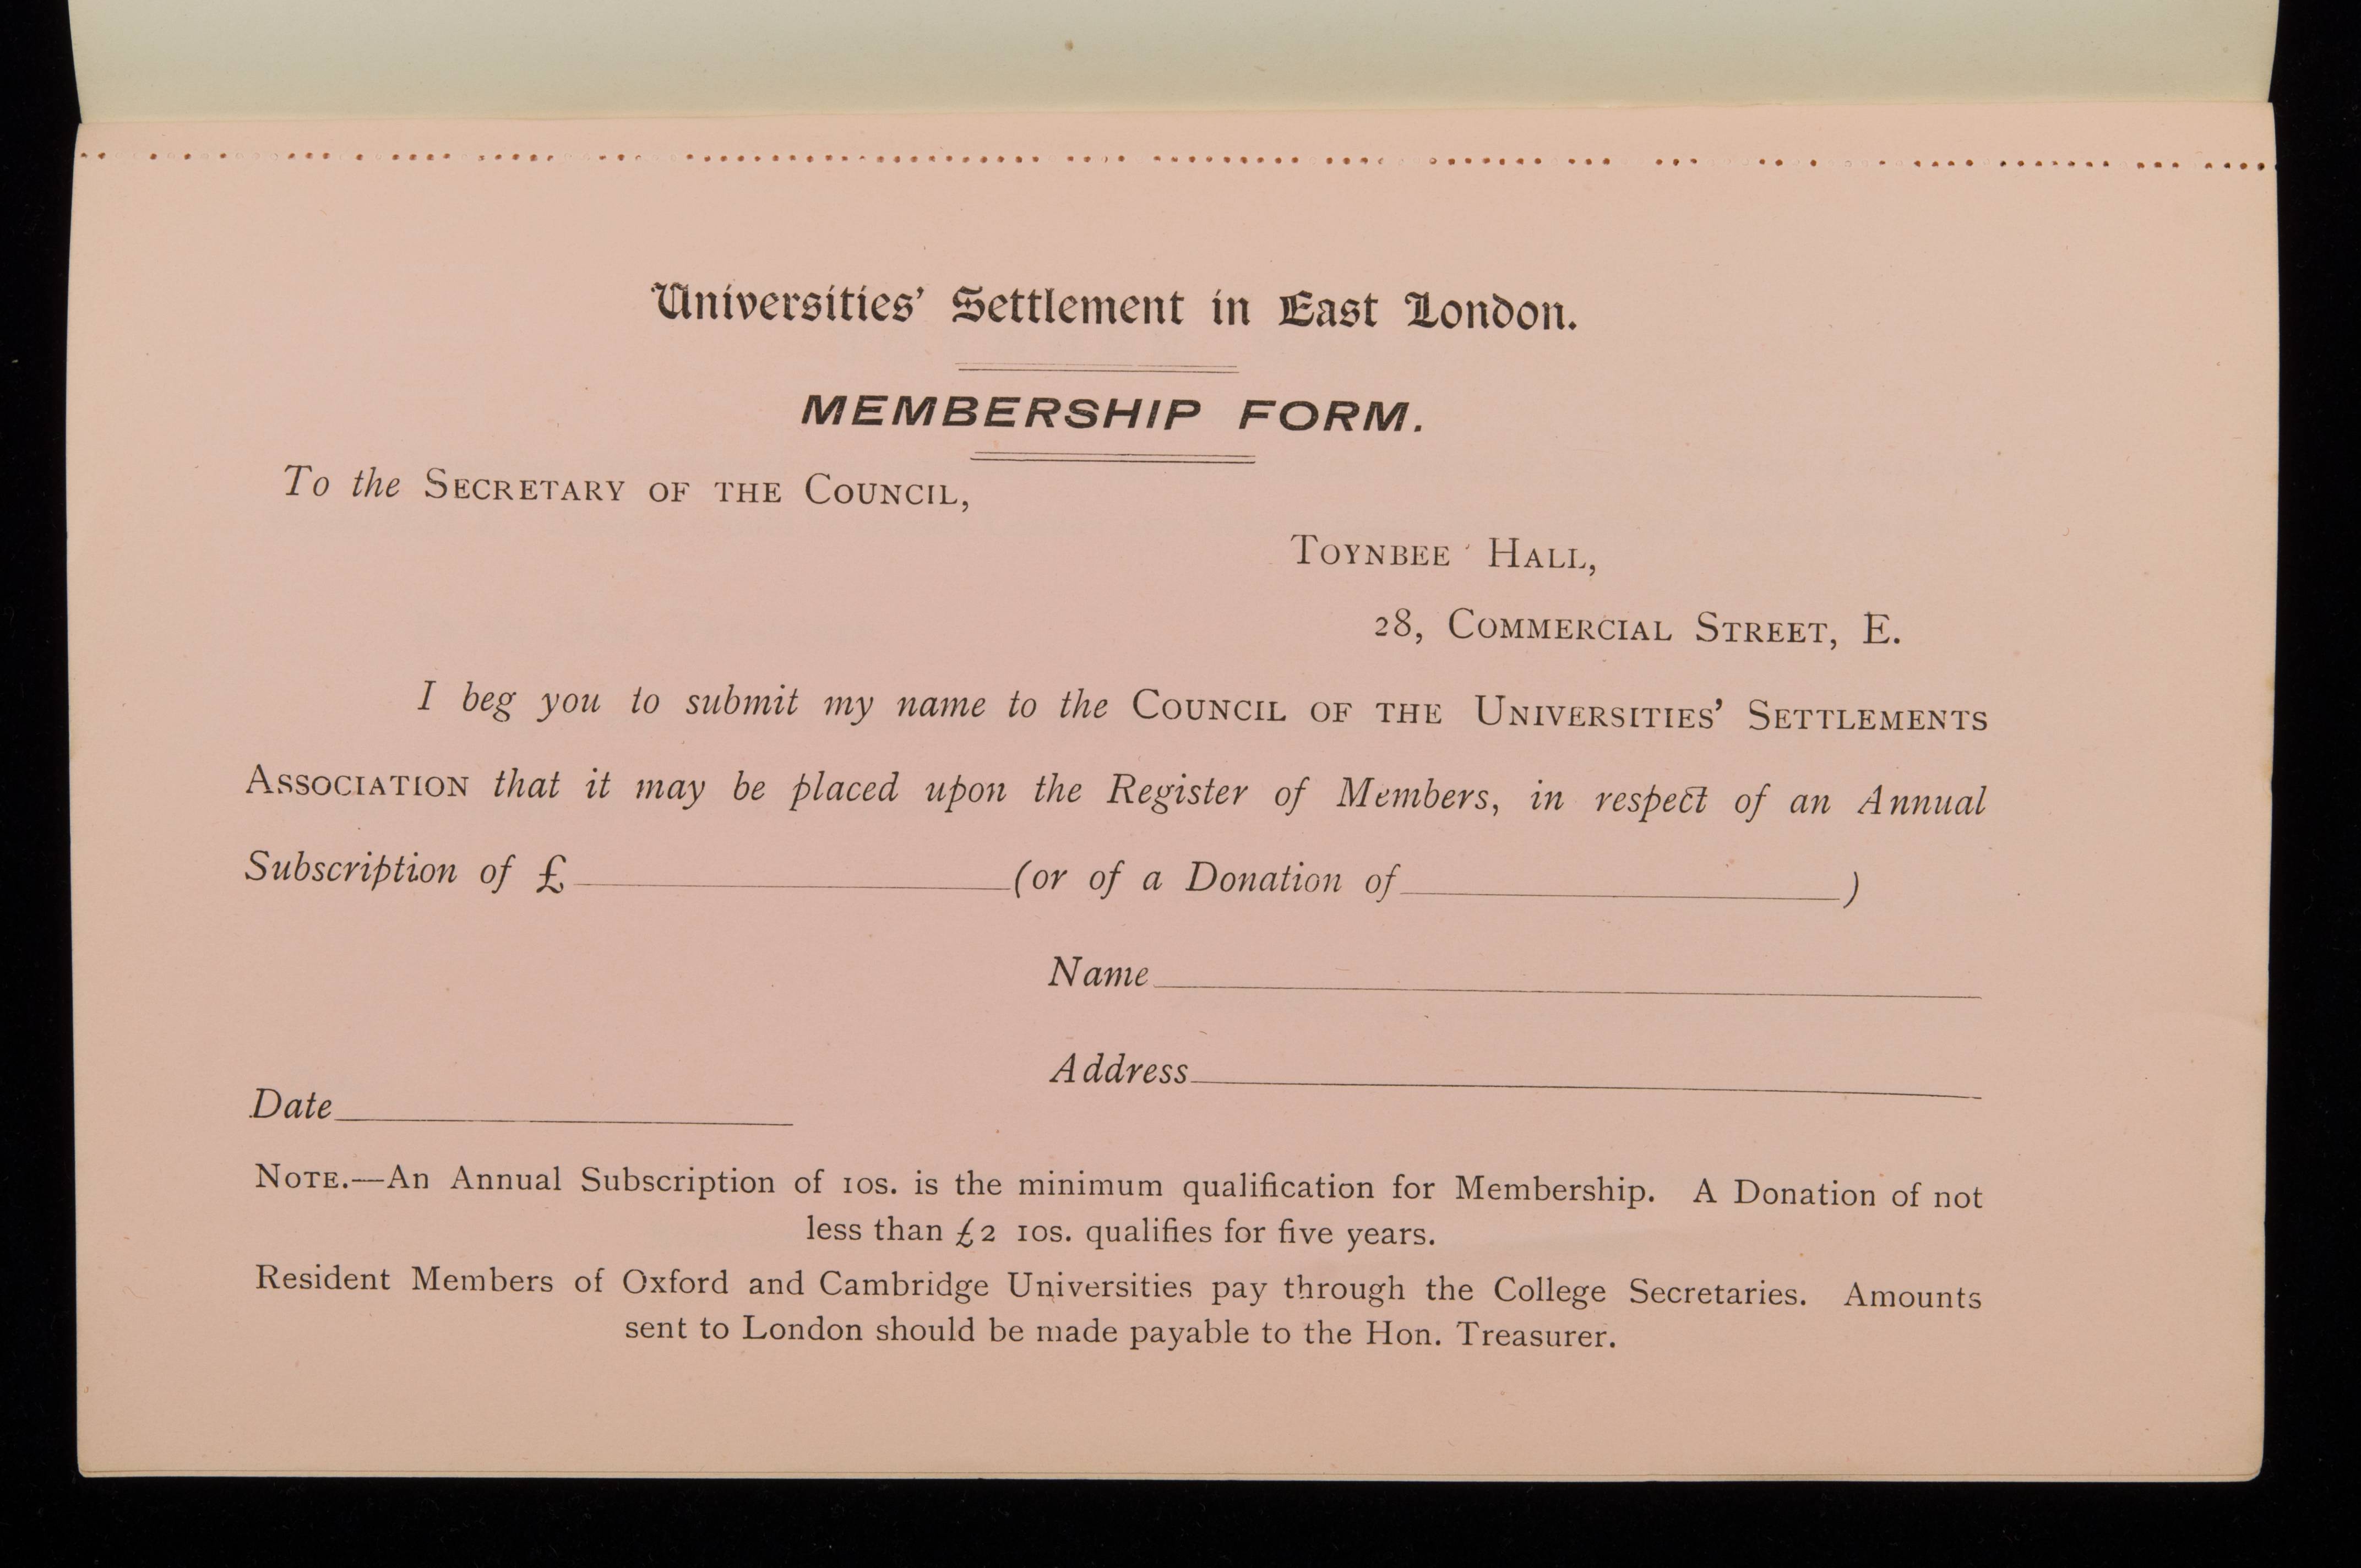 Universities' Settlement in East London.
MEMBERSHIP FORM.
To the SECRETARY OF THE COUNCIL,
TOYNBEE HALL,
28, COMMERCIAL STREET, E.
I beg you to submit my name to the COUNCIL OF THE UNIVERSITIES' SETTLEMENTS
ASSOCIATION that it may be placed upon the Register of Members, in respect of an Annual
Subscription of £ (or of a Donation of )
Name
Address
Date
NOTE.—An Annual Subscription of 10s. is the minimum qualification for Membership. A Donation of not
less than £2 10s. qualifies for five years.
Resident Members of Oxford and Cambridge Universities pay through the College Secretaries. Amounts
sent to London should be made payable to the Hon. Treasurer.